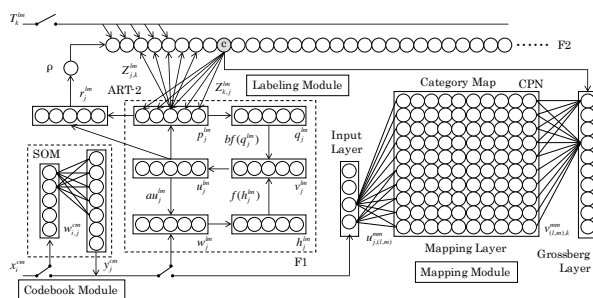 T_k^{lm}
F2
c
ρ
Z_{j,k}^{lm}
Z_{k,j}^{lm}
ART-2
Labeling Module
Category Map
CPN
r_j^{lm}
p_j^{lm}
q_j^{lm}
bf(q_j^{lm})
Input
Layer
SOM
u_j^{lm}
v_j^{lm}
au_j^{lm}
f(h_j^{lm})
w_{i,j}^{cm}
w_j^{lm}
h_j^{lm}
u_{j,(l,m)}^{mm}
v_{(l,m),k}^{mm}
F1
Mapping Layer
Grossberg
Layer
x_i^{cm}
y_j^{cm}
Codebook Module
Mapping Module